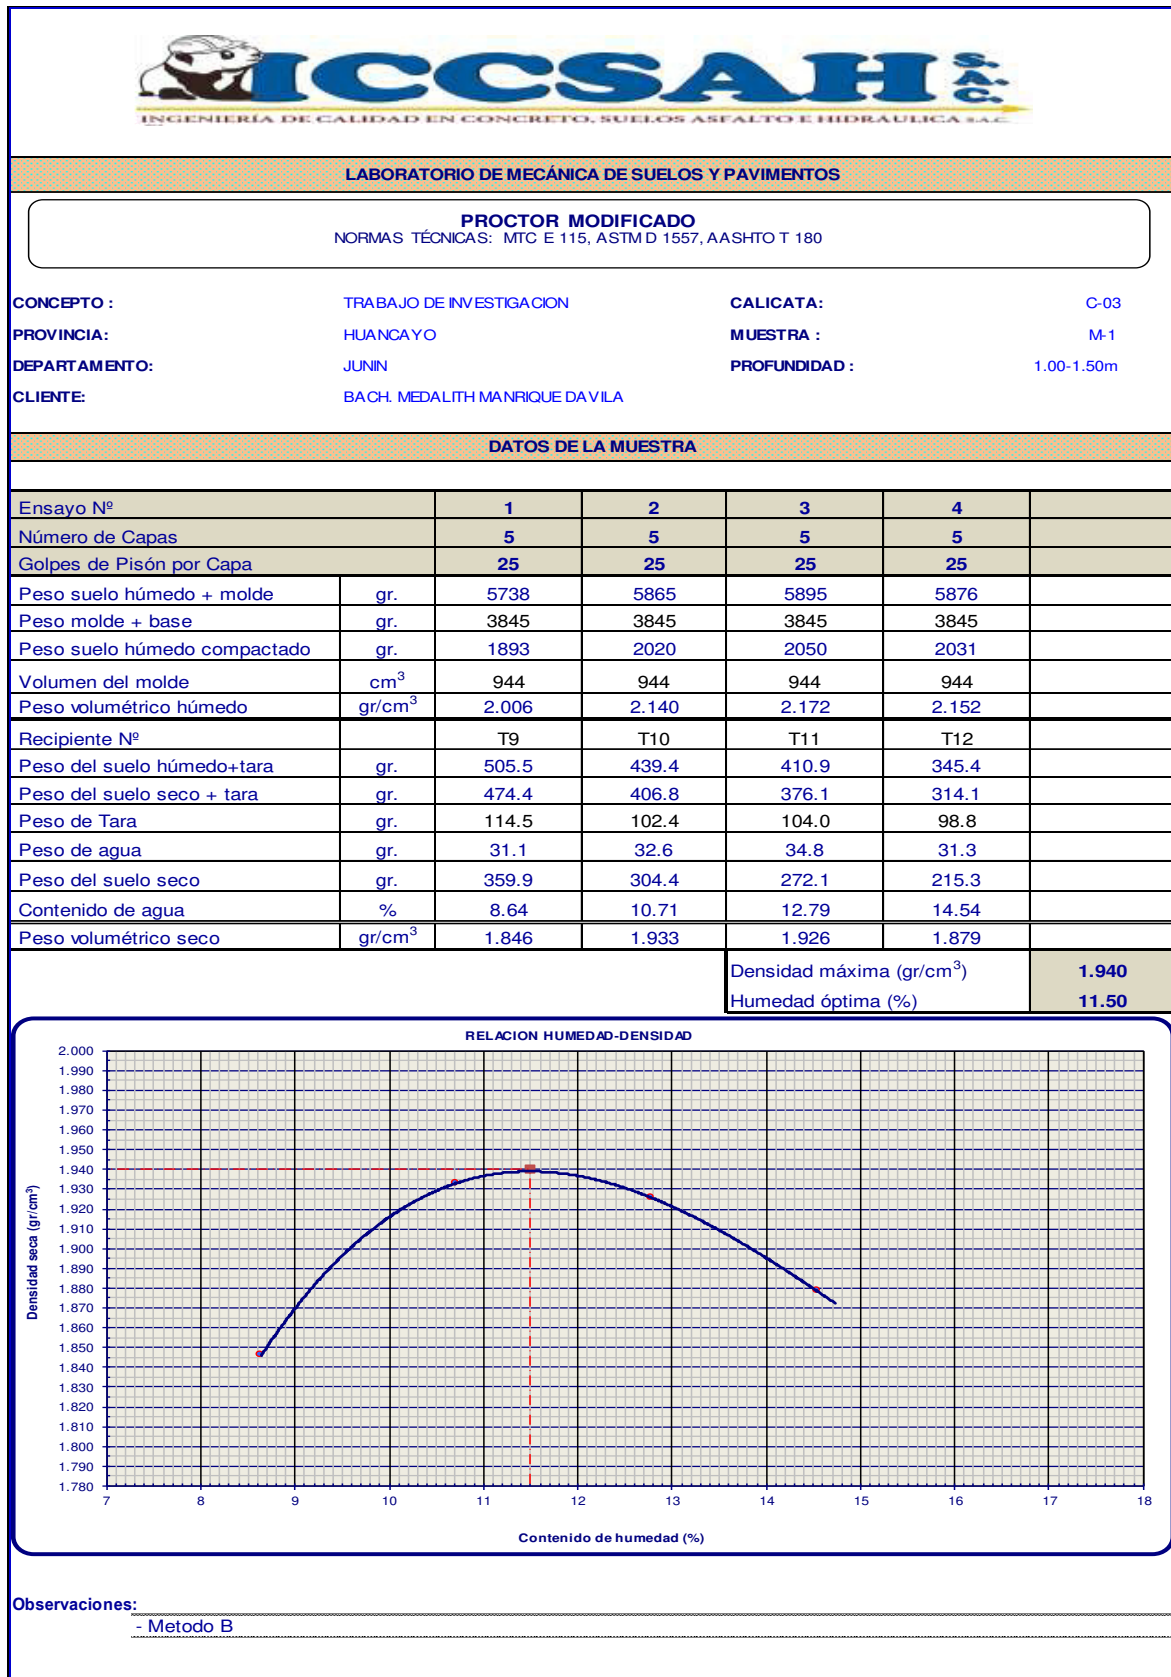 ICCSAH S.A.C.
INGENIERÍA DE CALIDAD EN CONCRETO, SUELOS ASFALTO E HIDRÁULICA S.A.C.
LABORATORIO DE MECÁNICA DE SUELOS Y PAVIMENTOS
PROCTOR MODIFICADO
NORMAS TÉCNICAS: MTC E 115, ASTM D 1557, AASHTO T 180
CONCEPTO : TRABAJO DE INVESTIGACION CALICATA: C-03
PROVINCIA: HUANCAYO MUESTRA : M-1
DEPARTAMENTO: JUNIN PROFUNDIDAD : 1.00-1.50m
CLIENTE: BACH. MEDALITH MANRIQUE DAVILA
DATOS DE LA MUESTRA
Ensayo Nº 1 2 3 4
Número de Capas 5 5 5 5
Golpes de Pisón por Capa 25 25 25 25
Peso suelo húmedo + molde gr. 5738 5865 5895 5876
Peso molde + base gr. 3845 3845 3845 3845
Peso suelo húmedo compactado gr. 1893 2020 2050 2031
Volumen del molde cm³ 944 944 944 944
Peso volumétrico húmedo gr/cm³ 2.006 2.140 2.172 2.152
Recipiente Nº T9 T10 T11 T12
Peso del suelo húmedo+tara gr. 505.5 439.4 410.9 345.4
Peso del suelo seco + tara gr. 474.4 406.8 376.1 314.1
Peso de Tara gr. 114.5 102.4 104.0 98.8
Peso de agua gr. 31.1 32.6 34.8 31.3
Peso del suelo seco gr. 359.9 304.4 272.1 215.3
Contenido de agua % 8.64 10.71 12.79 14.54
Peso volumétrico seco gr/cm³ 1.846 1.933 1.926 1.879
Densidad máxima (gr/cm³) 1.940
Humedad óptima (%) 11.50
RELACION HUMEDAD-DENSIDAD
Densidad seca (gr/cm³)
2.000
1.990
1.980
1.970
1.960
1.950
1.940
1.930
1.920
1.910
1.900
1.890
1.880
1.870
1.860
1.850
1.840
1.830
1.820
1.810
1.800
1.790
1.780
7 8 9 10 11 12 13 14 15 16 17 18
Contenido de humedad (%)
Observaciones:
- Metodo B